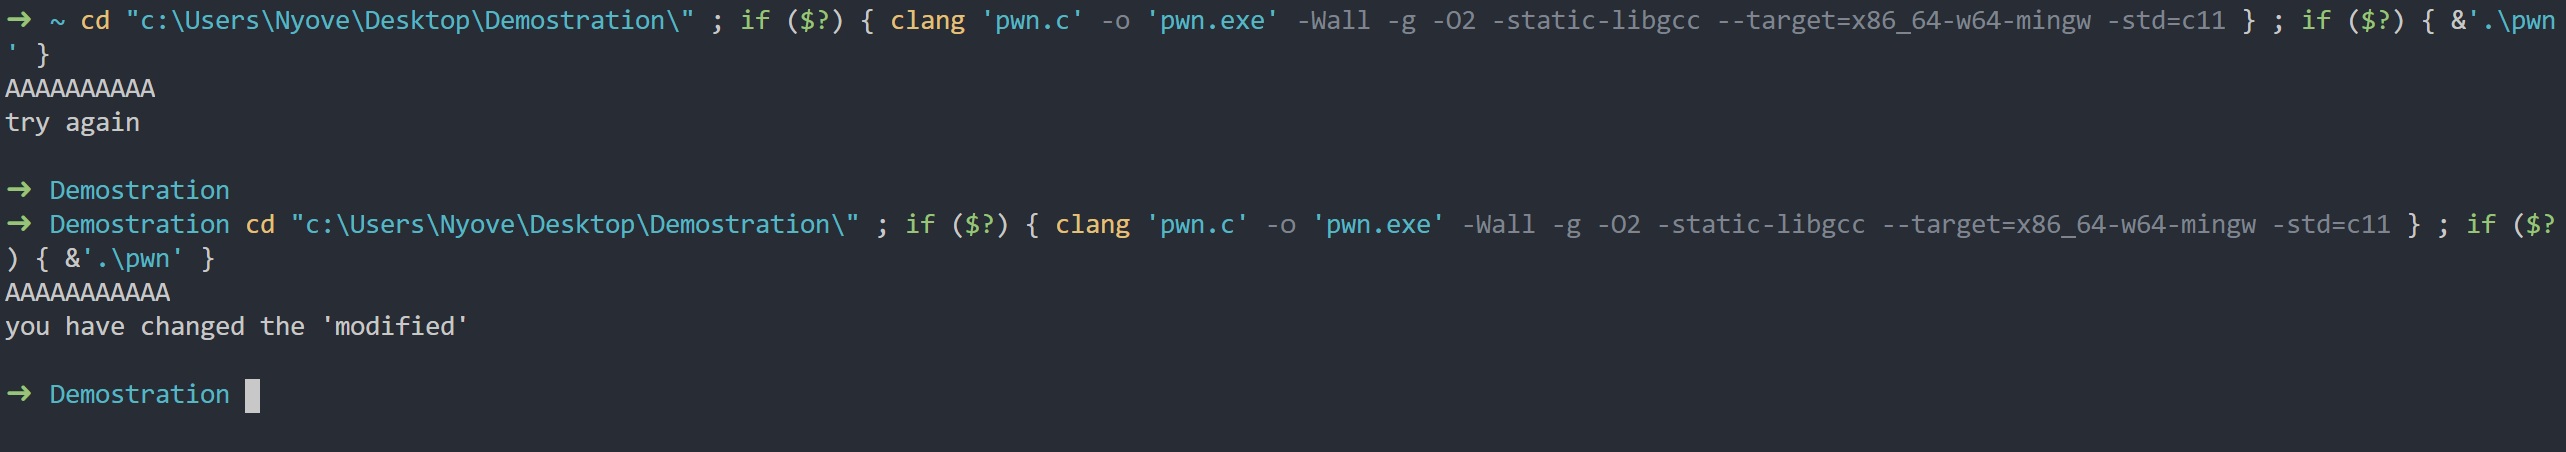 ➜ ~ cd "c:\Users\Nyove\Desktop\Demostration\" ; if ($?) { clang 'pwn.c' -o 'pwn.exe' -Wall -g -O2 -static-libgcc --target=x86_64-w64-mingw -std=c11 } ; if ($?) { &'.\pwn
' }
AAAAAAAAAA
try again
➜ Demostration
➜ Demostration cd "c:\Users\Nyove\Desktop\Demostration\" ; if ($?) { clang 'pwn.c' -o 'pwn.exe' -Wall -g -O2 -static-libgcc --target=x86_64-w64-mingw -std=c11 } ; if ($?
) { &'.\pwn' }
AAAAAAAAAAA
you have changed the 'modified'
➜ Demostration